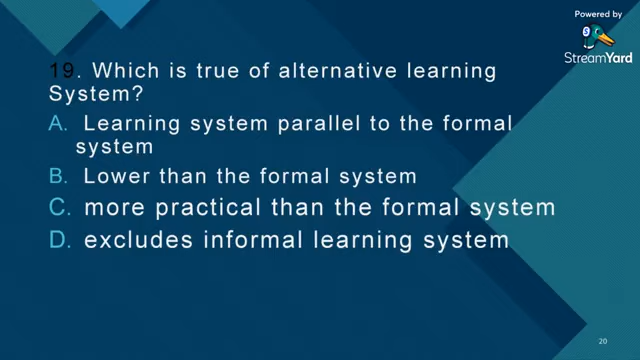 Powered by
StreamYard
19. Which is true of alternative learning
System?
A. Learning system parallel to the formal
system
B. Lower than the formal system
C. more practical than the formal system
D. excludes informal learning system
20